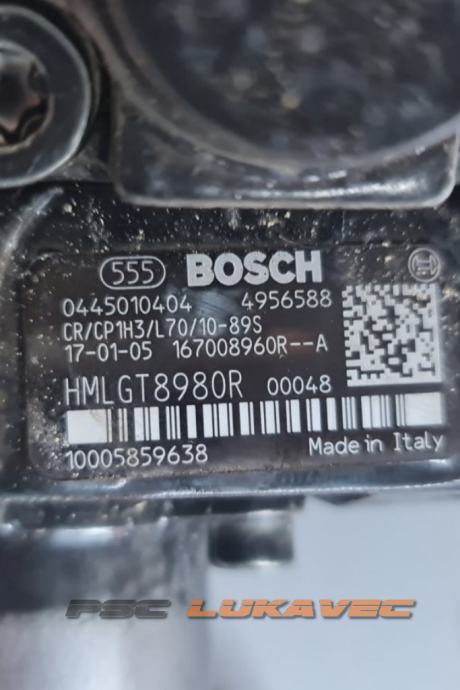 555 BOSCH
0445010404 4956588
CR/CP1H3/L70/10-89S
17-01-05 167008960R--A
HMLGT8980R 00048
10005859638 Made in Italy
PSC LUKAVEC